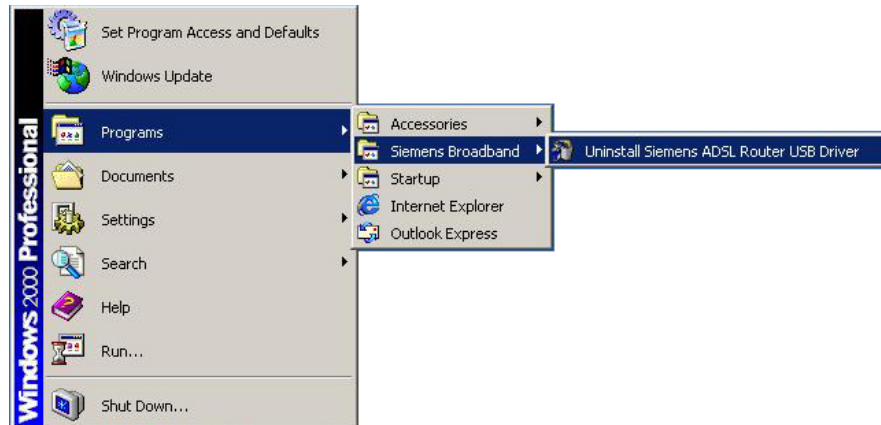 Set Program Access and Defaults
Windows Update
Programs
Documents
Settings
Search
Help
Run...
Shut Down...
Windows 2000 Professional
Accessories
Siemens Broadband
Startup
Internet Explorer
Outlook Express
Uninstall Siemens ADSL Router USB Driver